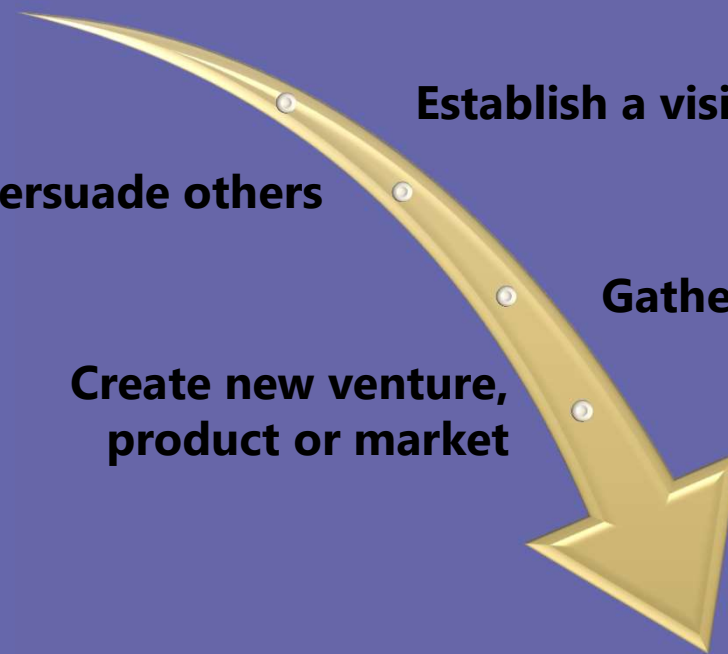 Establish a visi
ersuade others
Gathe
Create new venture,
product or market